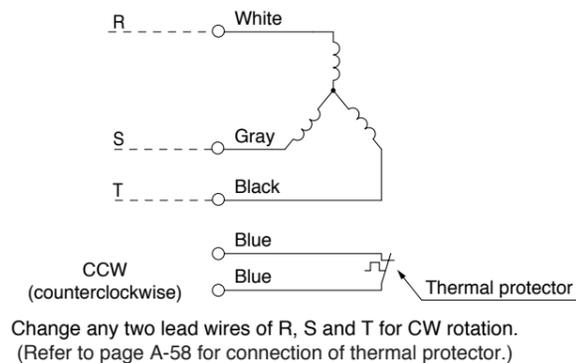 R
White
S
Gray
T
Black
Blue
Blue
CCW
(counterclockwise)
Thermal protector
Change any two lead wires of R, S and T for CW rotation.
(Refer to page A-58 for connection of thermal protector.)